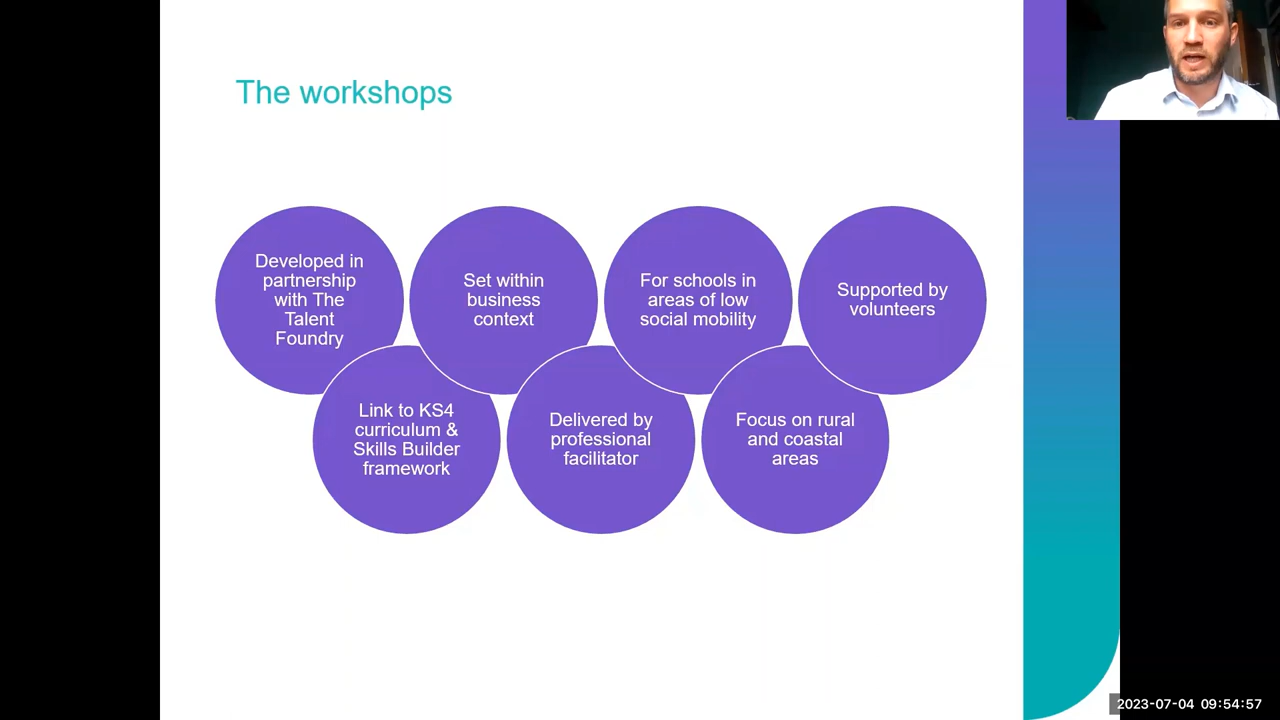 The workshops
Developed in
partnership
with The
Talent
Foundry
Link to KS4
curriculum &
Skills Builder
framework
Set within
business
context
Delivered by
professional
facilitator
For schools in
areas of low
social mobility
Focus on rural
and coastal
areas
Supported by
volunteers
2023-07-04 09:54:57